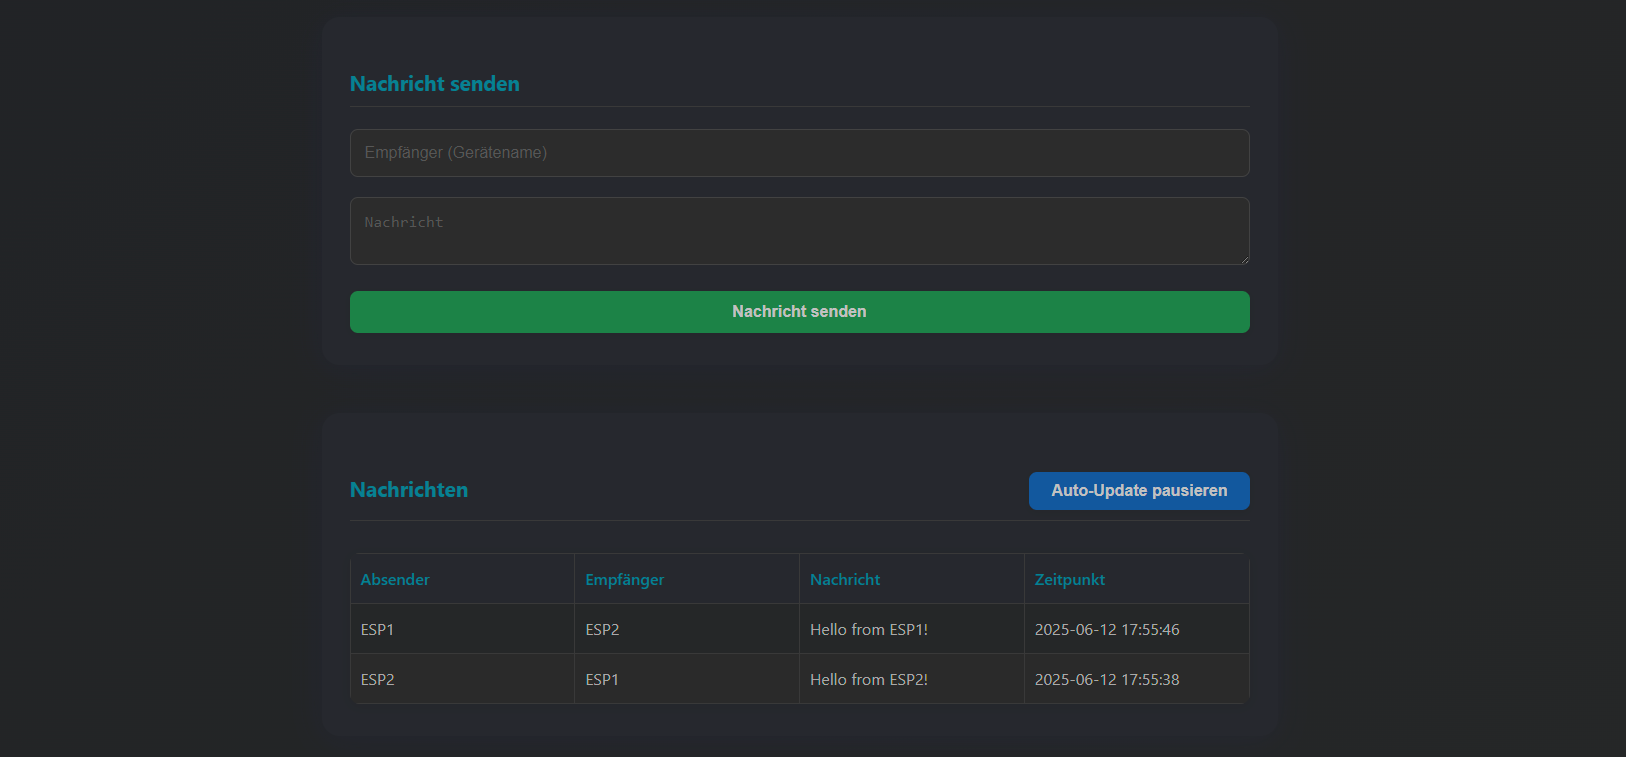 Nachricht senden
Empfänger (Gerätename)
Nachricht
Nachricht senden
Nachrichten
Auto-Update pausieren
Absender Empfänger Nachricht Zeitpunkt
ESP1 ESP2 Hello from ESP1! 2025-06-12 17:55:46
ESP2 ESP1 Hello from ESP2! 2025-06-12 17:55:38